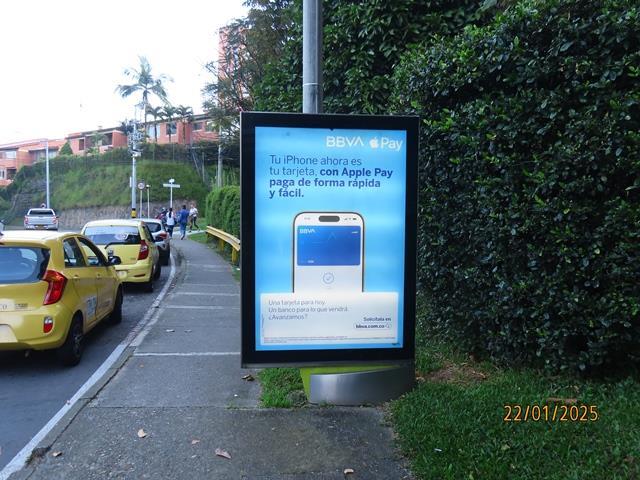 BBVA Pay
Tu iPhone ahora es
tu tarjeta, con Apple Pay
paga de forma rápida
y fácil.
BBVA
Una tarjeta para hoy.
Un banco para lo que vendrá.
¿Avanzamos?
Solicítala en
bbva.com.co
22/01/2025